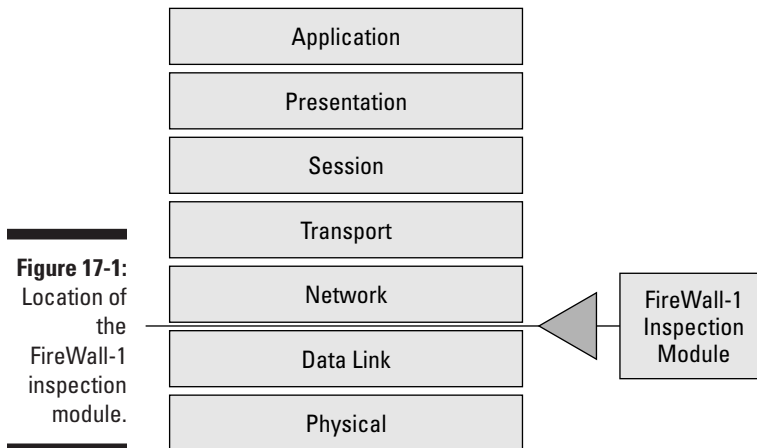 Application
Presentation
Session
Transport
Network
Data Link
Physical
Figure 17-1:
Location of
the
FireWall-1
inspection
module.
FireWall-1
Inspection
Module